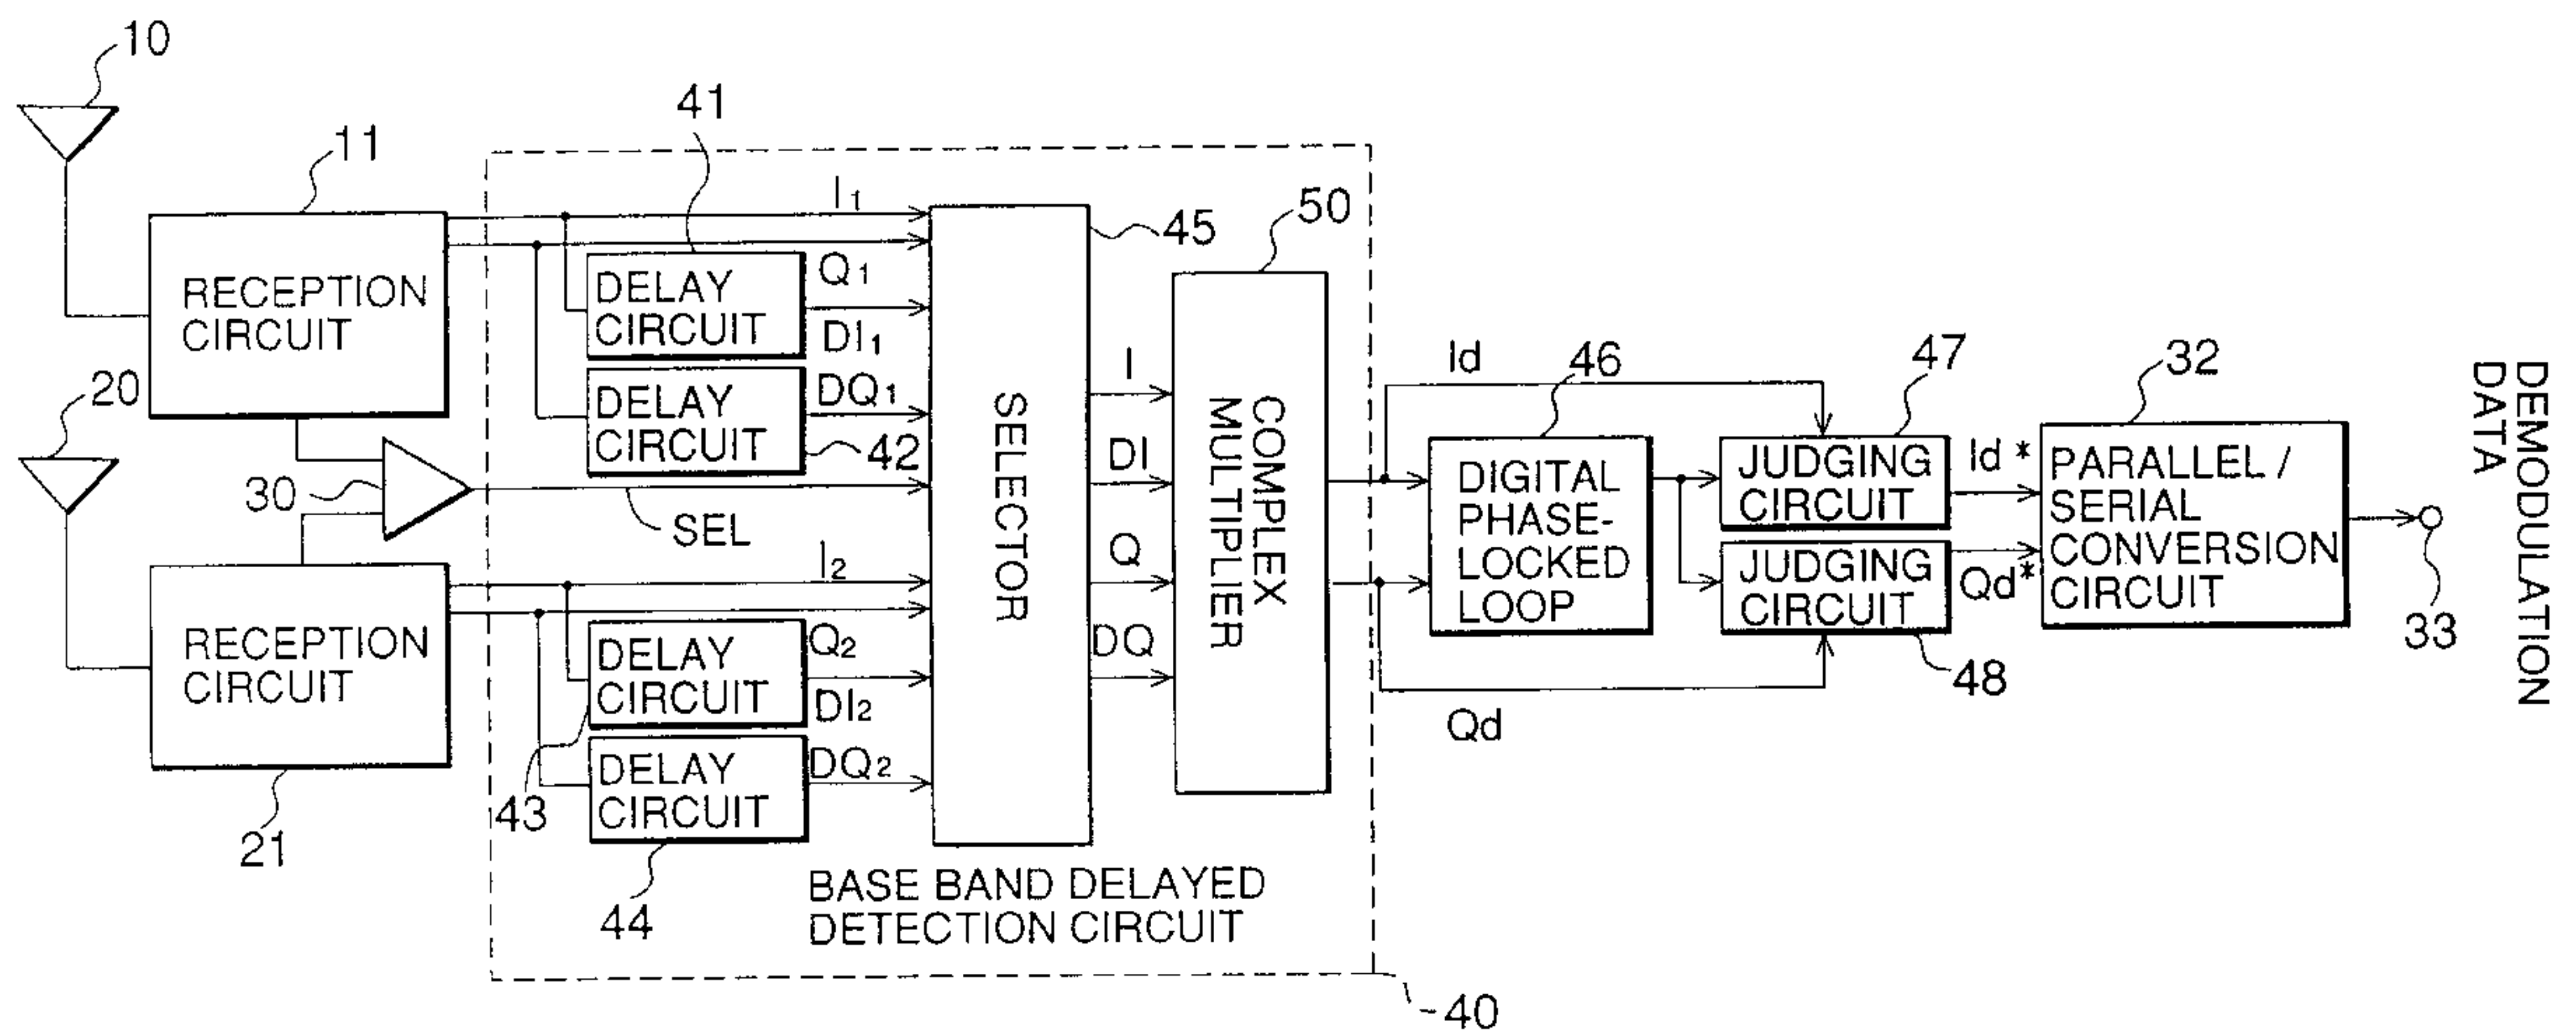 10
11
RECEPTION
CIRCUIT
20
30
RECEPTION
CIRCUIT
21
41
I1
Q1
DELAY
CIRCUIT
DI1
DELAY
CIRCUIT
DQ1
42
SEL
I2
Q2
DELAY
CIRCUIT
DI2
43
DELAY
CIRCUIT
DQ2
44
45
SELECTOR
I
DI
Q
DQ
50
COMPLEX
MULTIPLIER
BASE BAND DELAYED
DETECTION CIRCUIT
40
Id
Qd
46
DIGITAL
PHASE-
LOCKED
LOOP
47
JUDGING
CIRCUIT
Id*
JUDGING
CIRCUIT
Qd*
48
32
PARALLEL /
SERIAL
CONVERSION
CIRCUIT
33
DEMODULATION
DATA